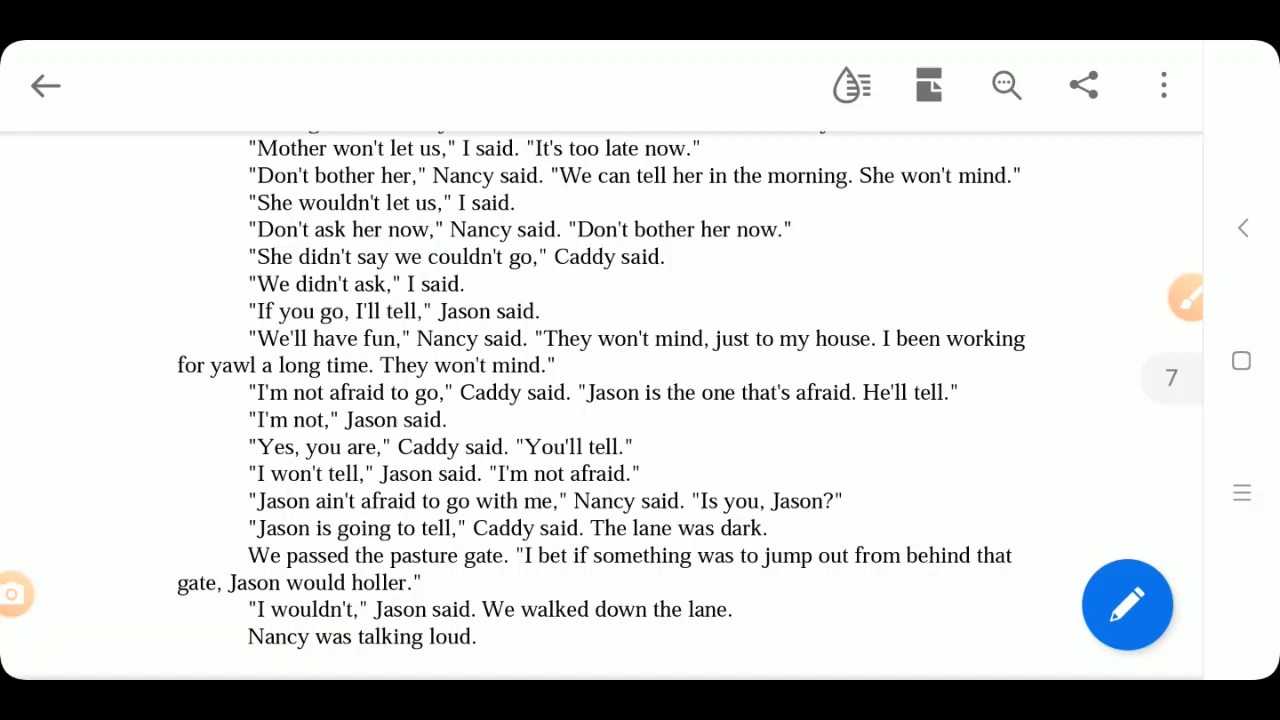 "Mother won't let us," I said. "It's too late now."
"Don't bother her," Nancy said. "We can tell her in the morning. She won't mind."
"She wouldn't let us," I said.
"Don't ask her now," Nancy said. "Don't bother her now."
"She didn't say we couldn't go," Caddy said.
"We didn't ask," I said.
"If you go, I'll tell," Jason said.
"We'll have fun," Nancy said. "They won't mind, just to my house. I been working
for yawl a long time. They won't mind."
7
"I'm not afraid to go," Caddy said. "Jason is the one that's afraid. He'll tell."
"I'm not," Jason said.
"Yes, you are," Caddy said. "You'll tell."
"I won't tell," Jason said. "I'm not afraid."
"Jason ain't afraid to go with me," Nancy said. "Is you, Jason?"
"Jason is going to tell," Caddy said. The lane was dark.
We passed the pasture gate. "I bet if something was to jump out from behind that
gate, Jason would holler."
"I wouldn't," Jason said. We walked down the lane.
Nancy was talking loud.